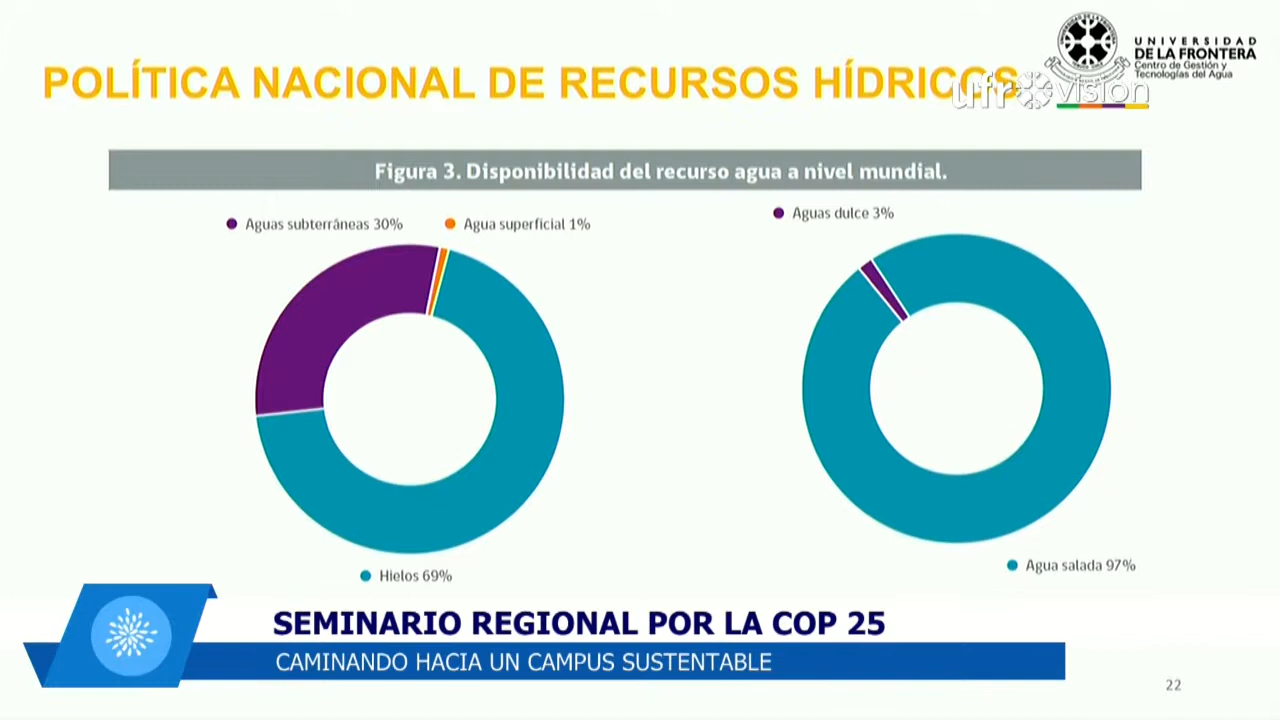 POLÍTICA NACIONAL DE RECURSOS HÍDRICOS
UNIVERSIDAD
DE LA FRONTERA
Centro de Gestión y
Tecnologías del Agua
ufro visión
Figura 3. Disponibilidad del recurso agua a nivel mundial.
Aguas subterráneas 30%
Agua superficial 1%
Aguas dulce 3%
Hielos 69%
Agua salada 97%
SEMINARIO REGIONAL POR LA COP 25
CAMINANDO HACIA UN CAMPUS SUSTENTABLE
22